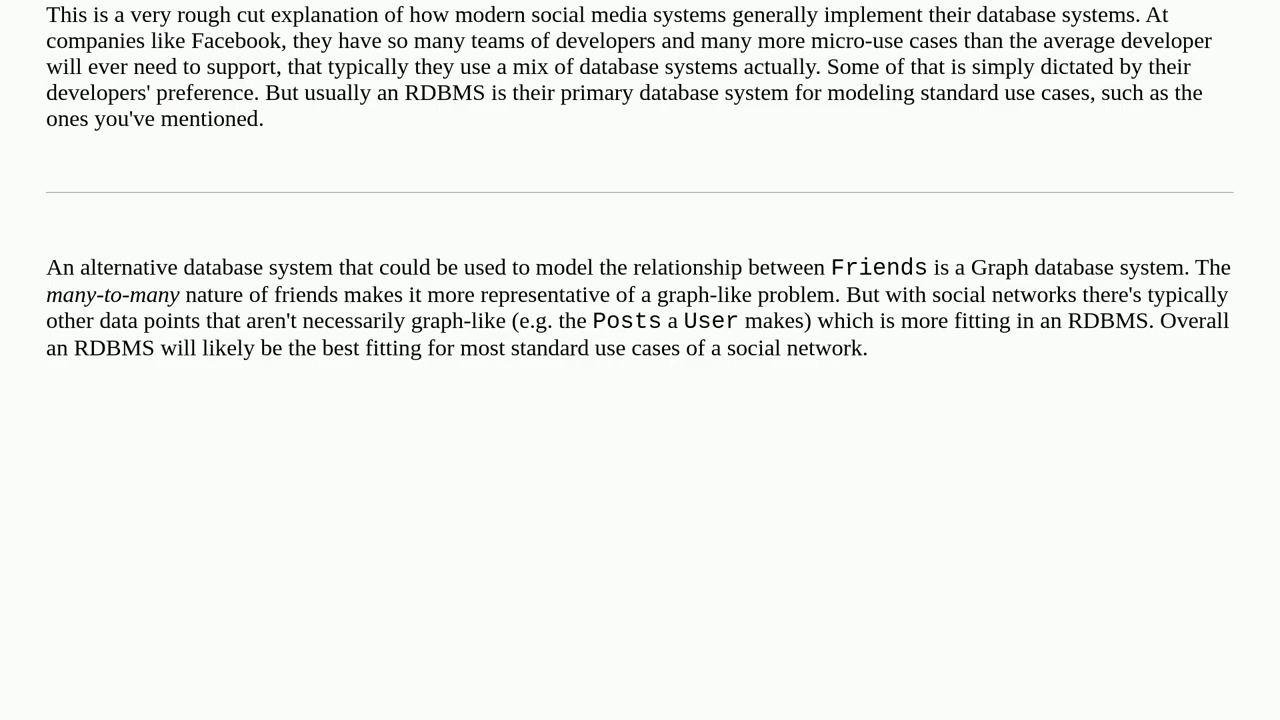 This is a very rough cut explanation of how modern social media systems generally implement their database systems. At
companies like Facebook, they have so many teams of developers and many more micro-use cases than the average developer
will ever need to support, that typically they use a mix of database systems actually. Some of that is simply dictated by their
developers' preference. But usually an RDBMS is their primary database system for modeling standard use cases, such as the
ones you've mentioned.
An alternative database system that could be used to model the relationship between Friends is a Graph database system. The
many-to-many nature of friends makes it more representative of a graph-like problem. But with social networks there's typically
other data points that aren't necessarily graph-like (e.g. the Posts a User makes) which is more fitting in an RDBMS. Overall
an RDBMS will likely be the best fitting for most standard use cases of a social network.